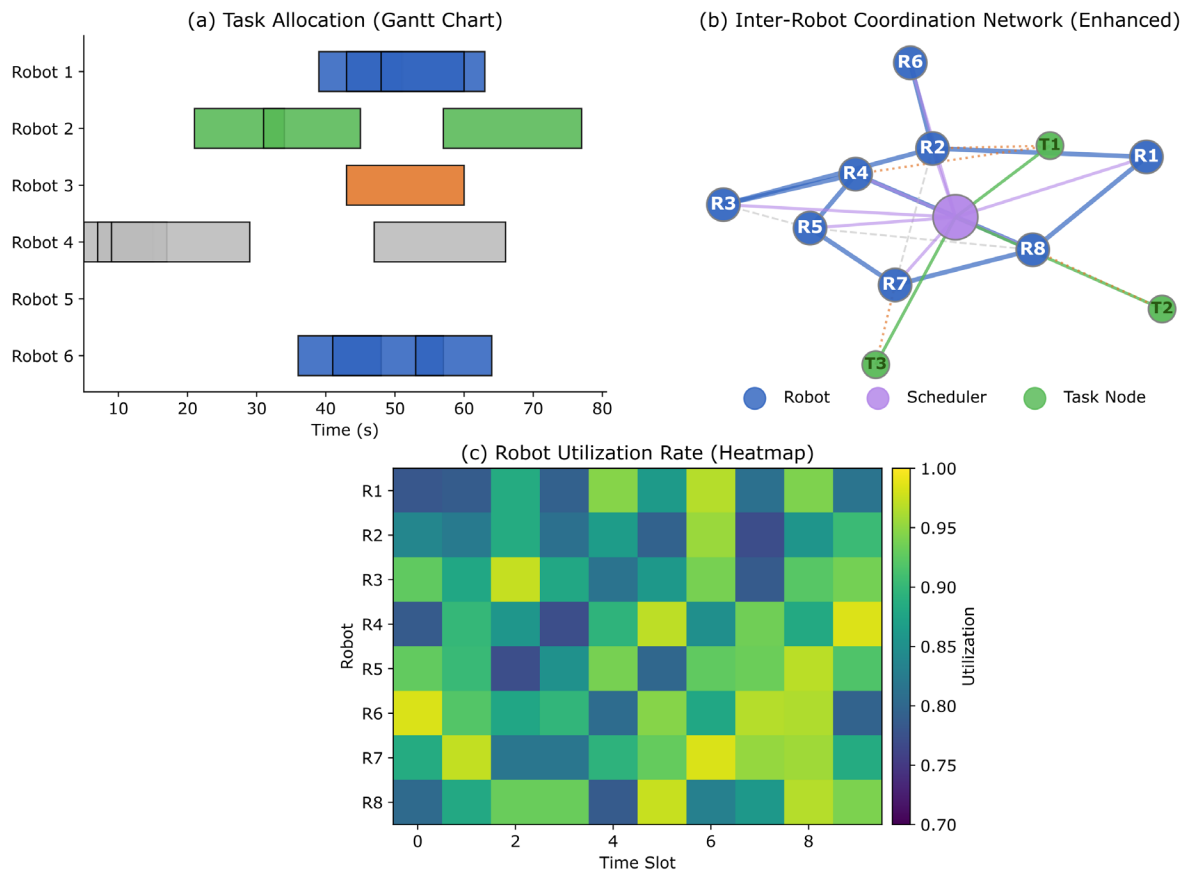 (a) Task Allocation (Gantt Chart)
Robot 1
Robot 2
Robot 3
Robot 4
Robot 5
Robot 6
10 20 30 40 50 60 70 80
Time (s)
(b) Inter-Robot Coordination Network (Enhanced)
R6
R2
T1
R1
R4
R3
R5
R8
R7
T2
T3
Robot Scheduler Task Node
(c) Robot Utilization Rate (Heatmap)
R1
R2
R3
R4
R5
R6
R7
R8
Robot
0 2 4 6 8
Time Slot
1.00
0.95
0.90
0.85
0.80
0.75
0.70
Utilization